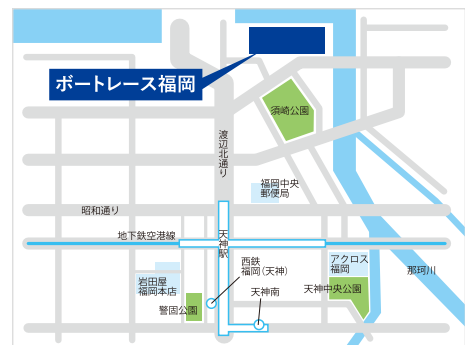 ボートレース福岡
須崎公園
渡辺北通り
福岡中央
郵便局
昭和通り
地下鉄空港線
天神駅
西鉄
福岡(天神)
アクロス
福岡
那珂川
岩田屋
福岡本店
天神南
天神中央公園
警固公園